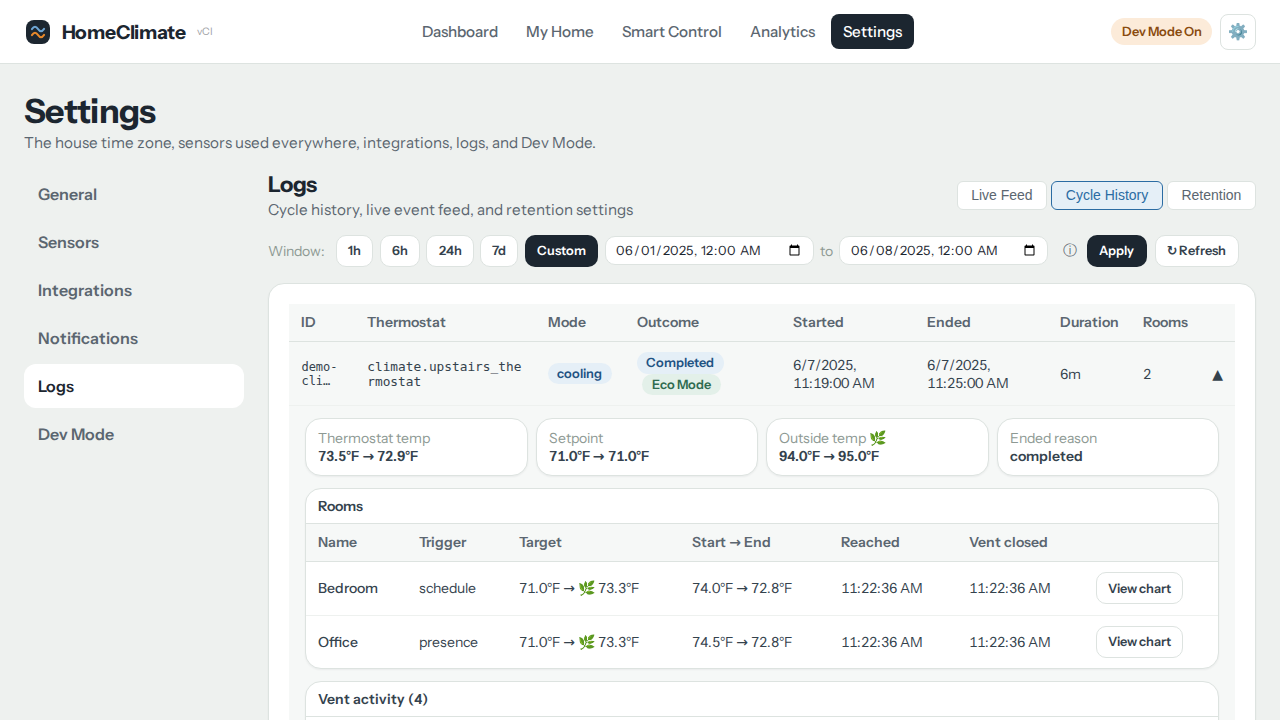 HomeClimate vCI
Dashboard My Home Smart Control Analytics Settings
Dev Mode On
Settings
The house time zone, sensors used everywhere, integrations, logs, and Dev Mode.
General
Sensors
Integrations
Notifications
Logs
Dev Mode
Logs
Cycle history, live event feed, and retention settings
Live Feed Cycle History Retention
Window: 1h 6h 24h 7d Custom 06/01/2025, 12:00 AM to 06/08/2025, 12:00 AM ⓘ Apply ↻ Refresh
ID Thermostat Mode Outcome Started Ended Duration Rooms
demo-cli… climate.upstairs_thermostat cooling Completed Eco Mode 6/7/2025, 11:19:00 AM 6/7/2025, 11:25:00 AM 6m 2 ▲
Thermostat temp
73.5°F → 72.9°F
Setpoint
71.0°F → 71.0°F
Outside temp 🌿
94.0°F → 95.0°F
Ended reason
completed
Rooms
Name Trigger Target Start → End Reached Vent closed
Bedroom schedule 71.0°F → 🌿 73.3°F 74.0°F → 72.8°F 11:22:36 AM 11:22:36 AM View chart
Office presence 71.0°F → 🌿 73.3°F 74.5°F → 72.8°F 11:22:36 AM 11:22:36 AM View chart
Vent activity (4)